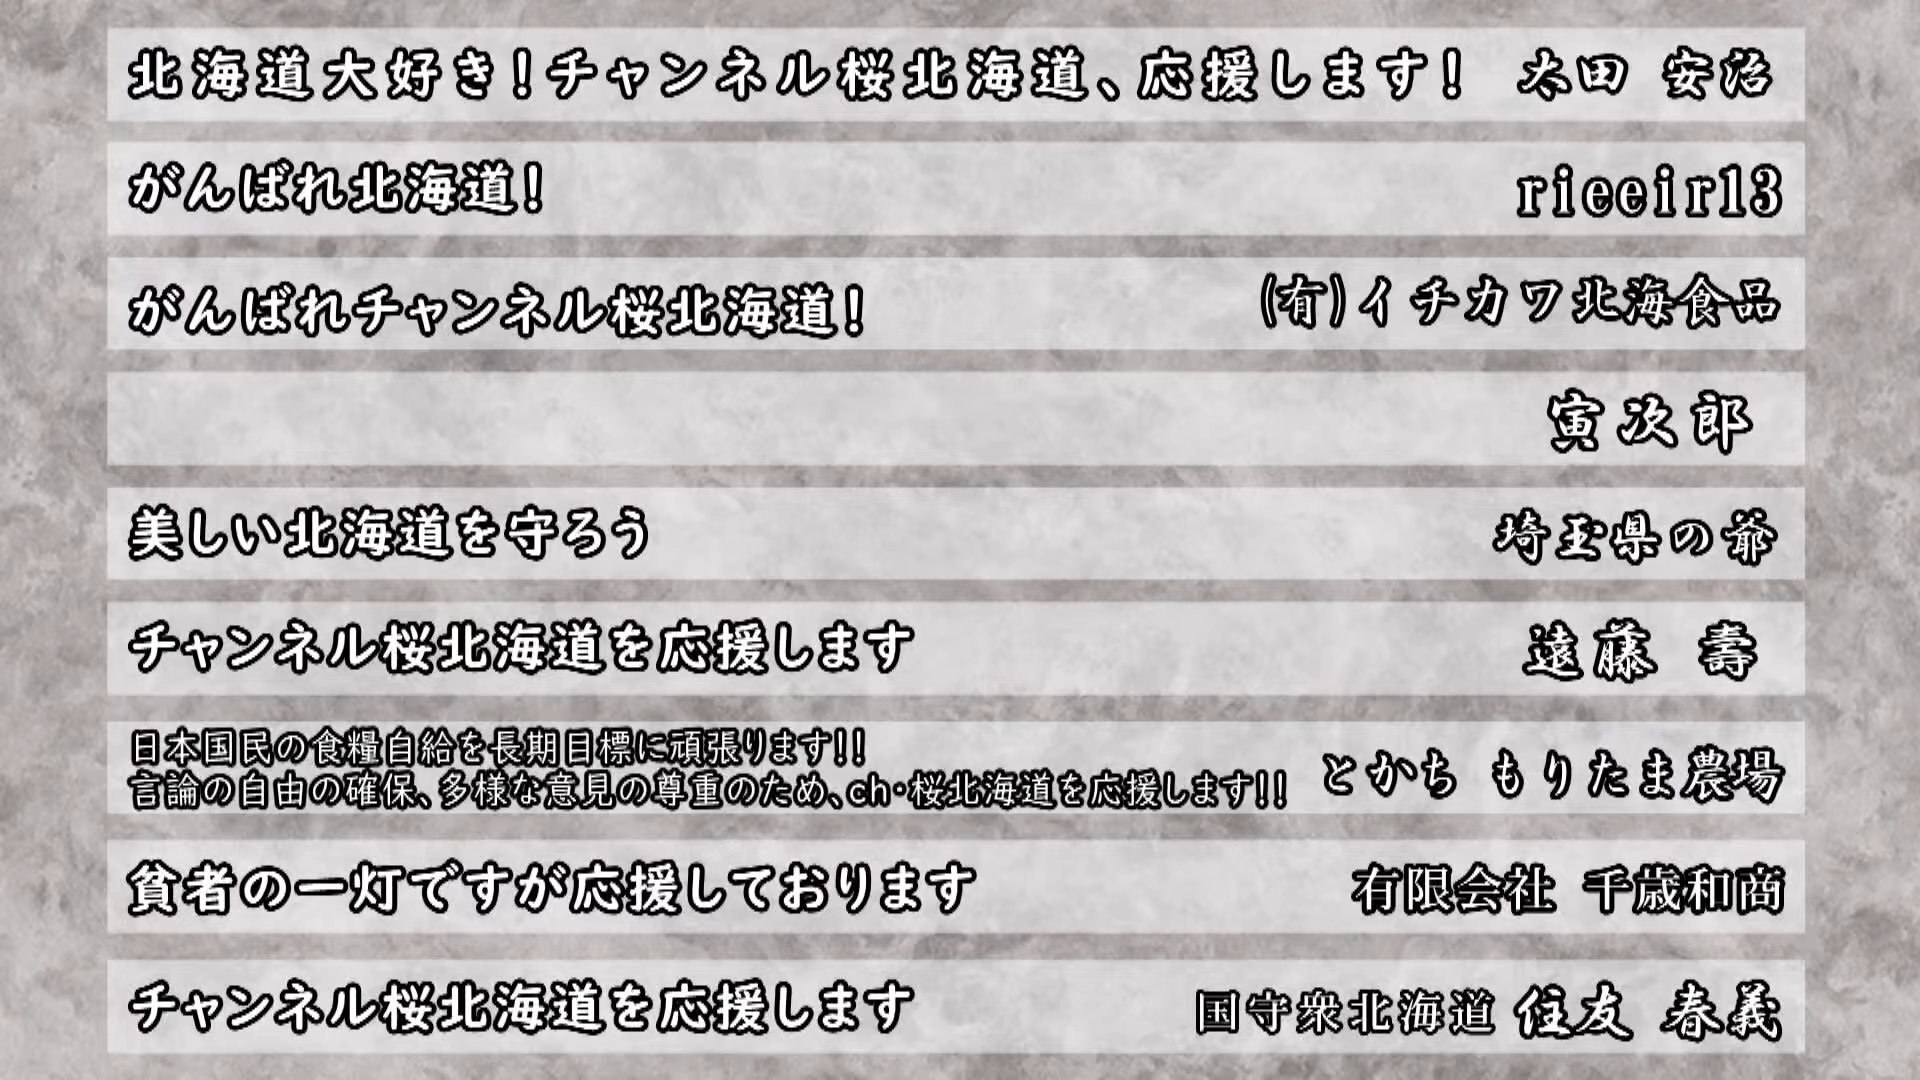 北海道大好き!チャンネル桜北海道、応援します! 太田 安治
がんばれ北海道! rieeir13
がんばれチャンネル桜北海道! (有)イチカワ北海食品
寅次郎
美しい北海道を守ろう 埼玉県の爺
チャンネル桜北海道を応援します 遠藤 壽
日本国民の食糧自給を長期目標に頑張ります!!
言論の自由の確保、多様な意見の尊重のため、ch・桜北海道を応援します!! とかち もりたま農場
貧者の一灯ですが応援しております 有限会社 千歳和商
チャンネル桜北海道を応援します 国守衆北海道 住友 春義